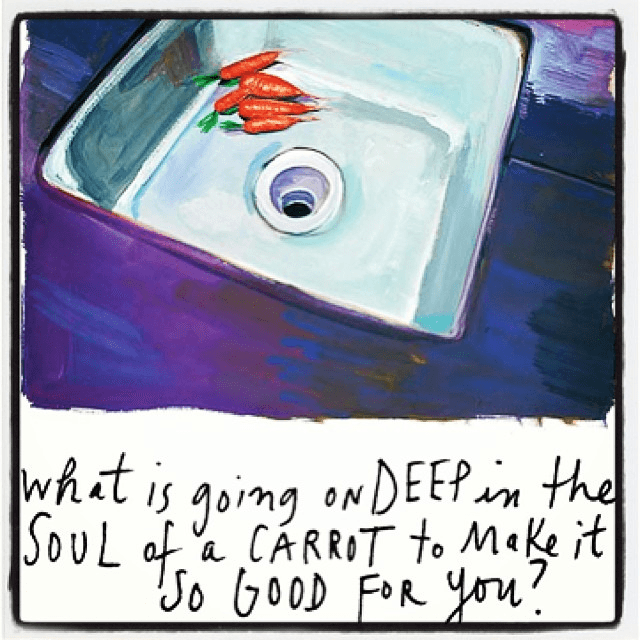 what is going on DEEP in the
SOUL of a CARROT to Make it
So GOOD FOR you?